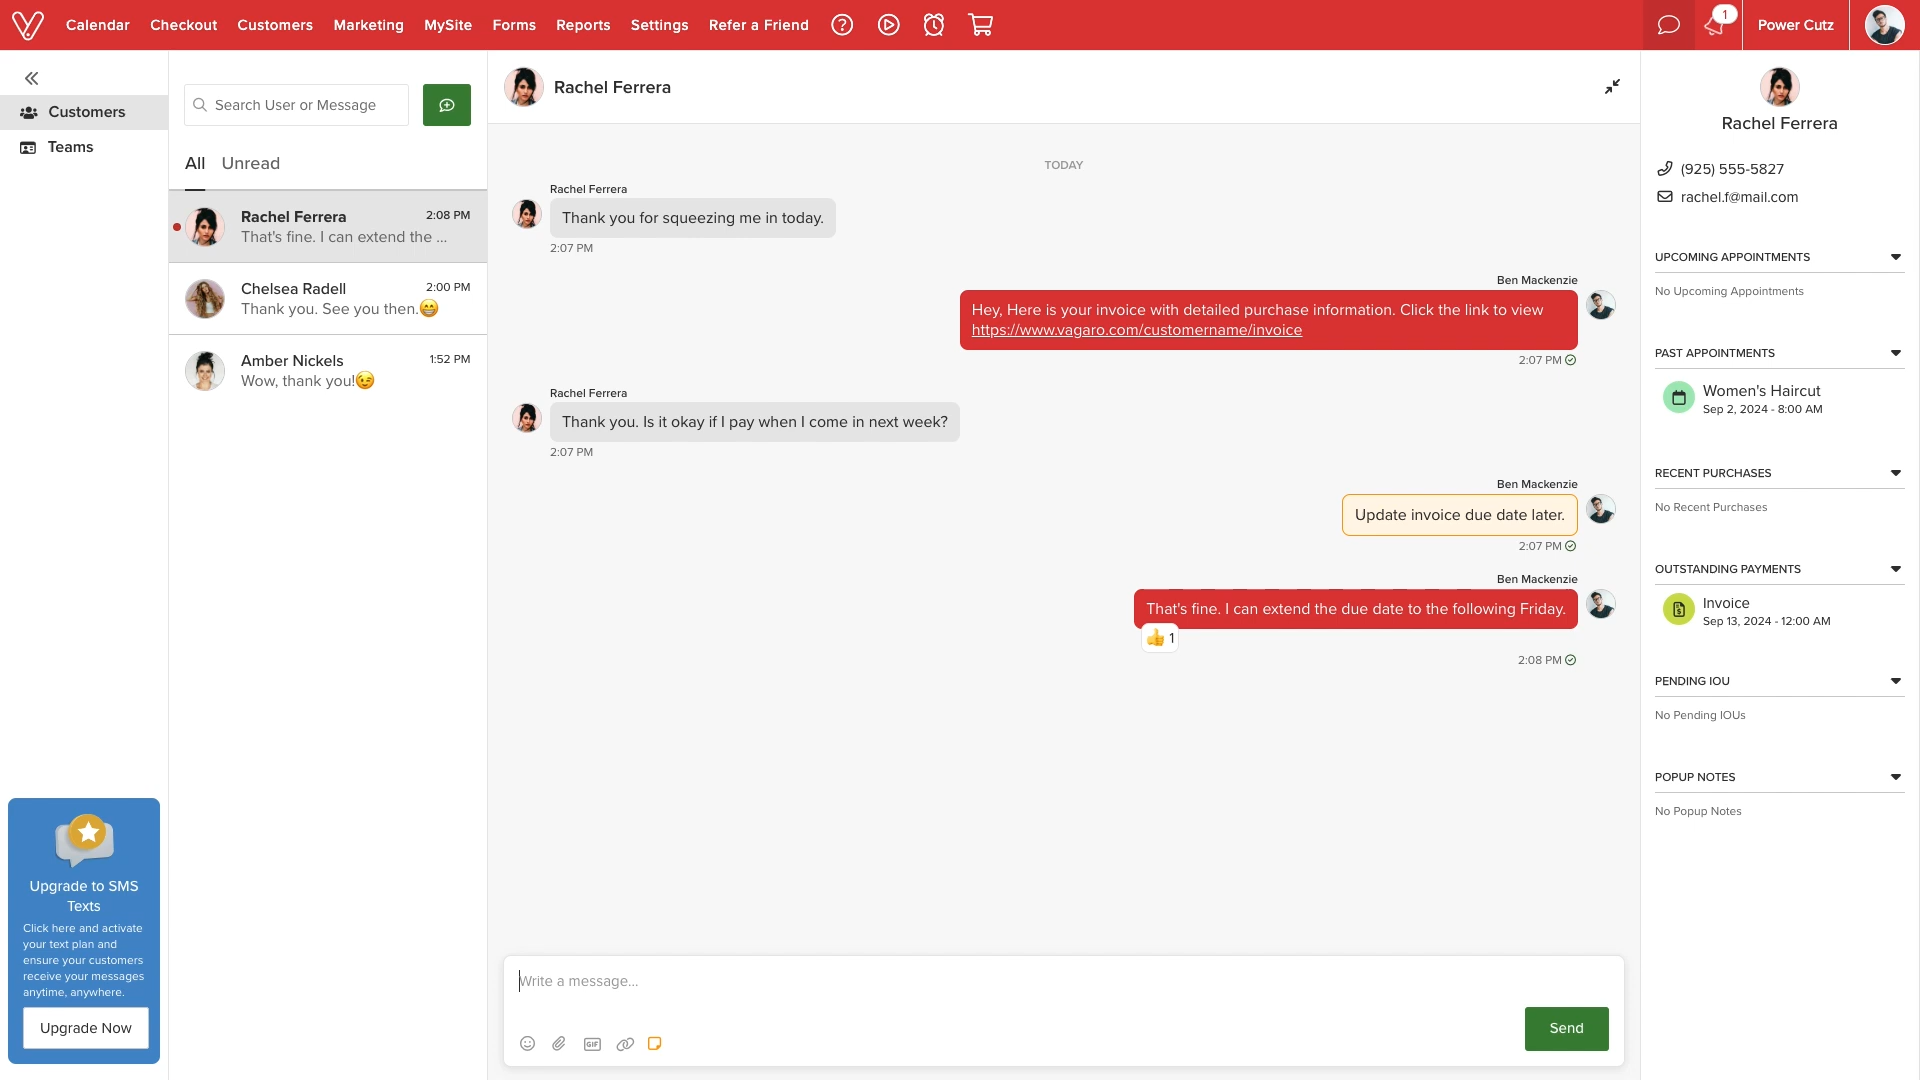 Calendar Checkout Customers Marketing MySite Forms Reports Settings Refer a Friend 1 Power Cutz
Customers
Teams
Search User or Message
All Unread
Rachel Ferrera 2:08 PM
That's fine. I can extend the ...
Chelsea Radell 2:00 PM
Thank you. See you then.😁
Amber Nickels 1:52 PM
Wow, thank you!😉
Upgrade to SMS
Texts
Click here and activate
your text plan and
ensure your customers
receive your messages
anytime, anywhere.
Upgrade Now
Rachel Ferrera
TODAY
Rachel Ferrera
Thank you for squeezing me in today.
2:07 PM
Ben Mackenzie
Hey, Here is your invoice with detailed purchase information. Click the link to view
https://www.vagaro.com/customername/invoice
2:07 PM
Rachel Ferrera
Thank you. Is it okay if I pay when I come in next week?
2:07 PM
Ben Mackenzie
Update invoice due date later.
2:07 PM
Ben Mackenzie
That's fine. I can extend the due date to the following Friday.
👍 1
2:08 PM
Write a message...
GIF
Send
Rachel Ferrera
(925) 555-5827
rachel.f@mail.com
UPCOMING APPOINTMENTS
No Upcoming Appointments
PAST APPOINTMENTS
Women's Haircut
Sep 2, 2024 - 8:00 AM
RECENT PURCHASES
No Recent Purchases
OUTSTANDING PAYMENTS
Invoice
Sep 13, 2024 - 12:00 AM
PENDING IOU
No Pending IOUs
POPUP NOTES
No Popup Notes